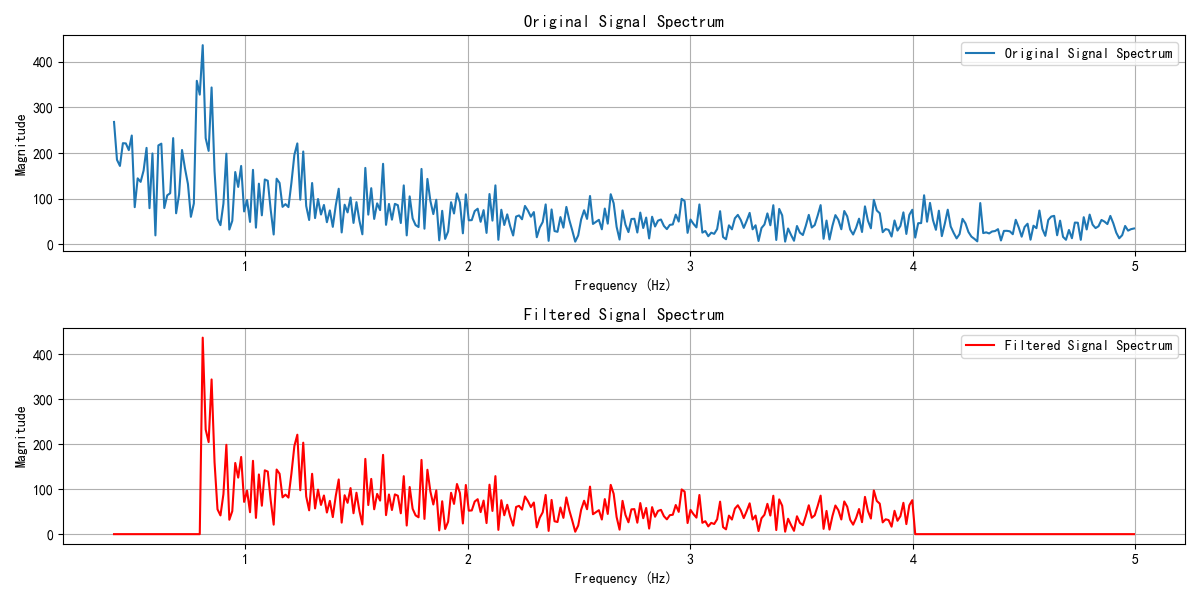 Original Signal Spectrum
Original Signal Spectrum
Magnitude
400
300
200
100
0
1
2
3
4
5
Frequency (Hz)
Filtered Signal Spectrum
Filtered Signal Spectrum
Magnitude
400
300
200
100
0
1
2
3
4
5
Frequency (Hz)